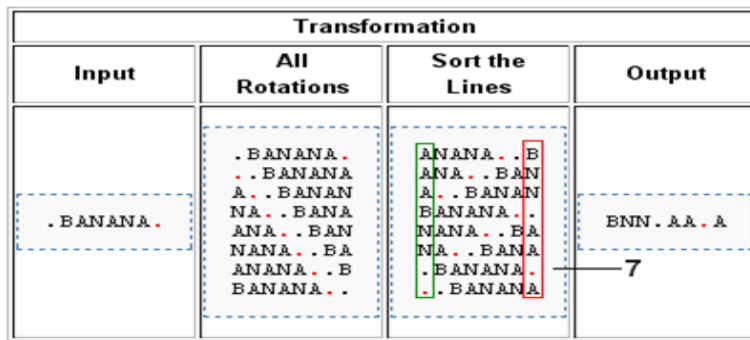 Transformation
Input
All
Rotations
Sort the
Lines
Output
.BANANA.
.BANANA.
..BANANA
A..BANAN
NA..BANA
ANA..BAN
NANA..BA
ANANA..B
BANANA..
ANANA..B
ANA..BAN
A..BANAN
BANANA..
NANA..BA
NA..BANA
.BANANA.
..BANANA
7
BNN.AA.A